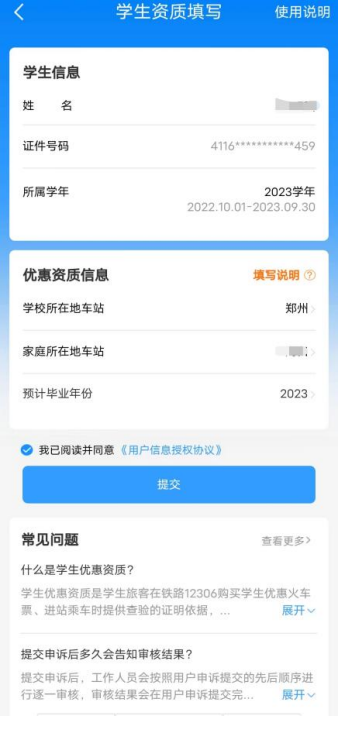 学生资质填写 使用说明
学生信息
姓 名
证件号码 4116***********459
所属学年 2023学年
2022.10.01-2023.09.30
优惠资质信息 填写说明 ?
学校所在地车站 郑州
家庭所在地车站
预计毕业年份 2023
我已阅读并同意《用户信息授权协议》
提交
常见问题 查看更多>
什么是学生优惠资质?
学生优惠资质是学生旅客在铁路12306购买学生优惠火车
票、进站乘车时提供查验的证明依据，... 展开
提交申诉后多久会告知审核结果?
提交申诉后，工作人员会按照用户申诉提交的先后顺序进
行逐一审核，审核结果会在用户申诉提交完... 展开